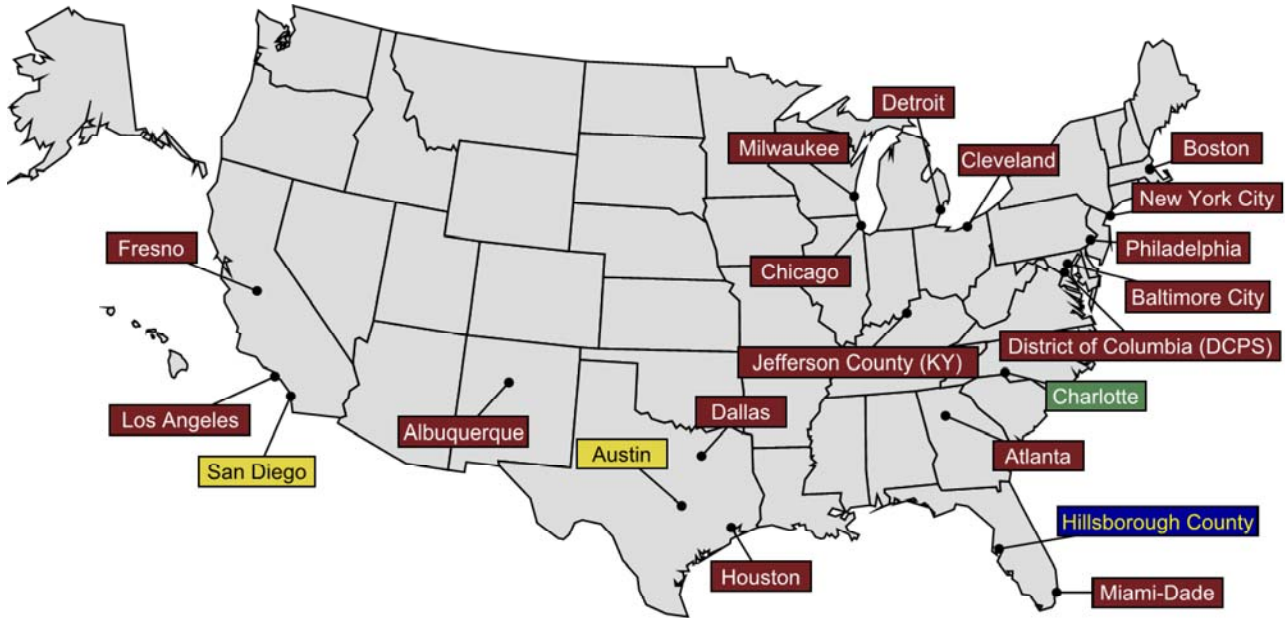 Detroit
Milwaukee
Cleveland
Boston
New York City
Fresno
Philadelphia
Chicago
Baltimore City
District of Columbia (DCPS)
Jefferson County (KY)
Charlotte
Los Angeles
Albuquerque
Dallas
Austin
Atlanta
San Diego
Hillsborough County
Houston
Miami-Dade